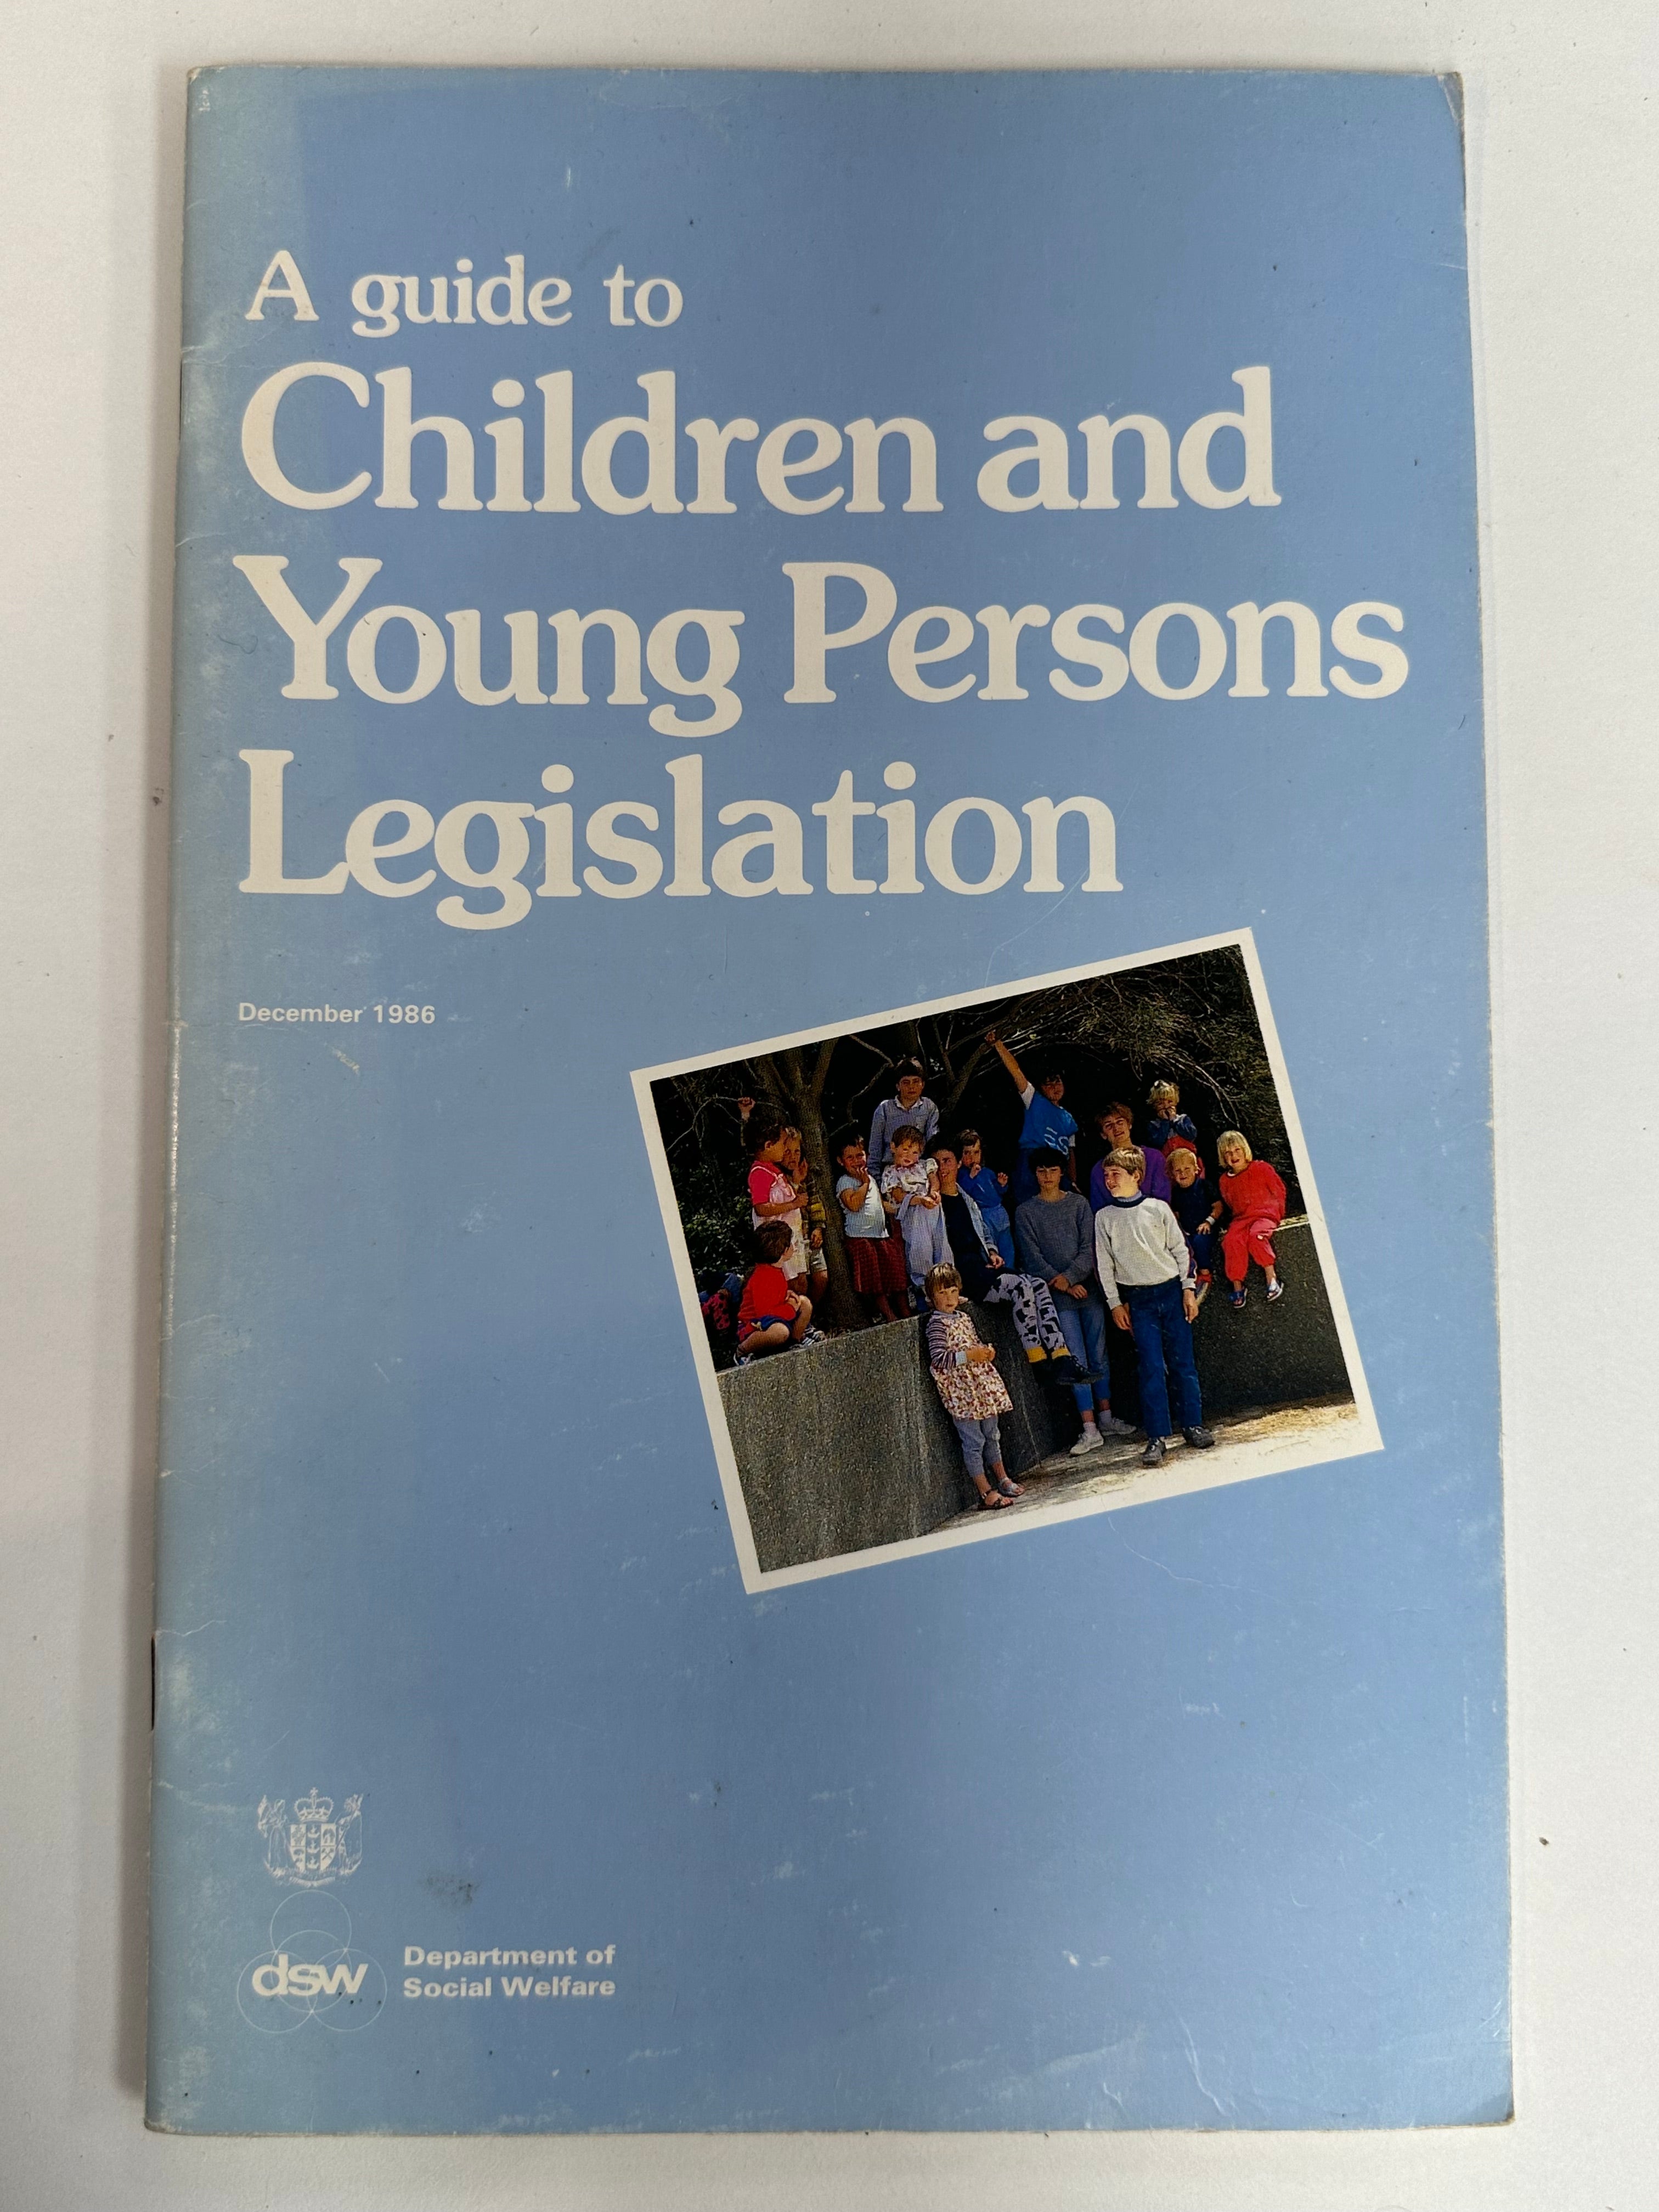 A guide to
Children and
Young Persons
Legislation
December 1986
dsw
Department of
Social Welfare